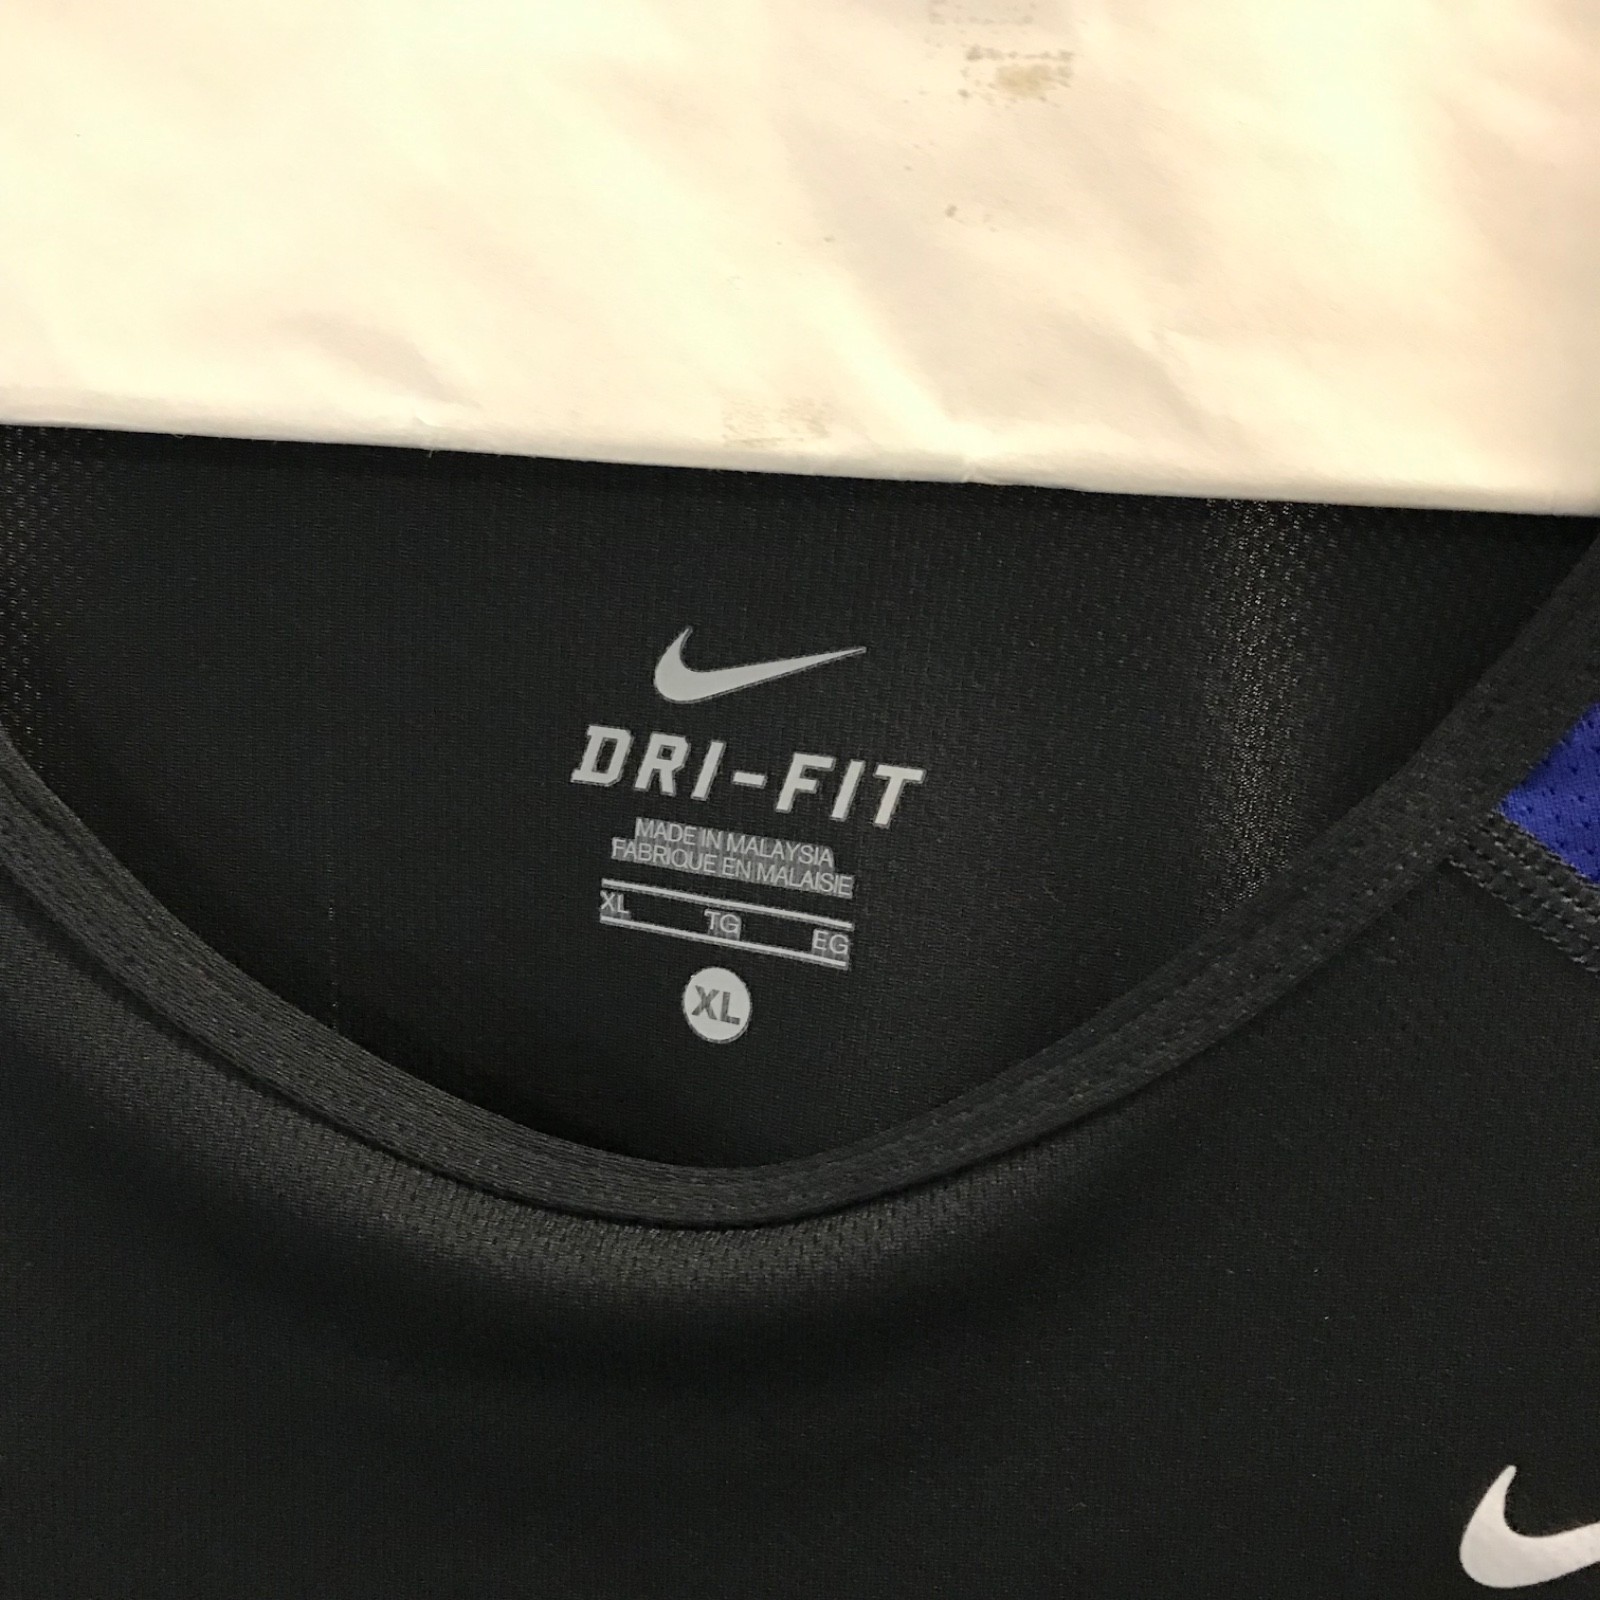 DRI-FIT
MADE IN MALAYSIA
FABRIQUE EN MALAISIE
XL TG EG
XL